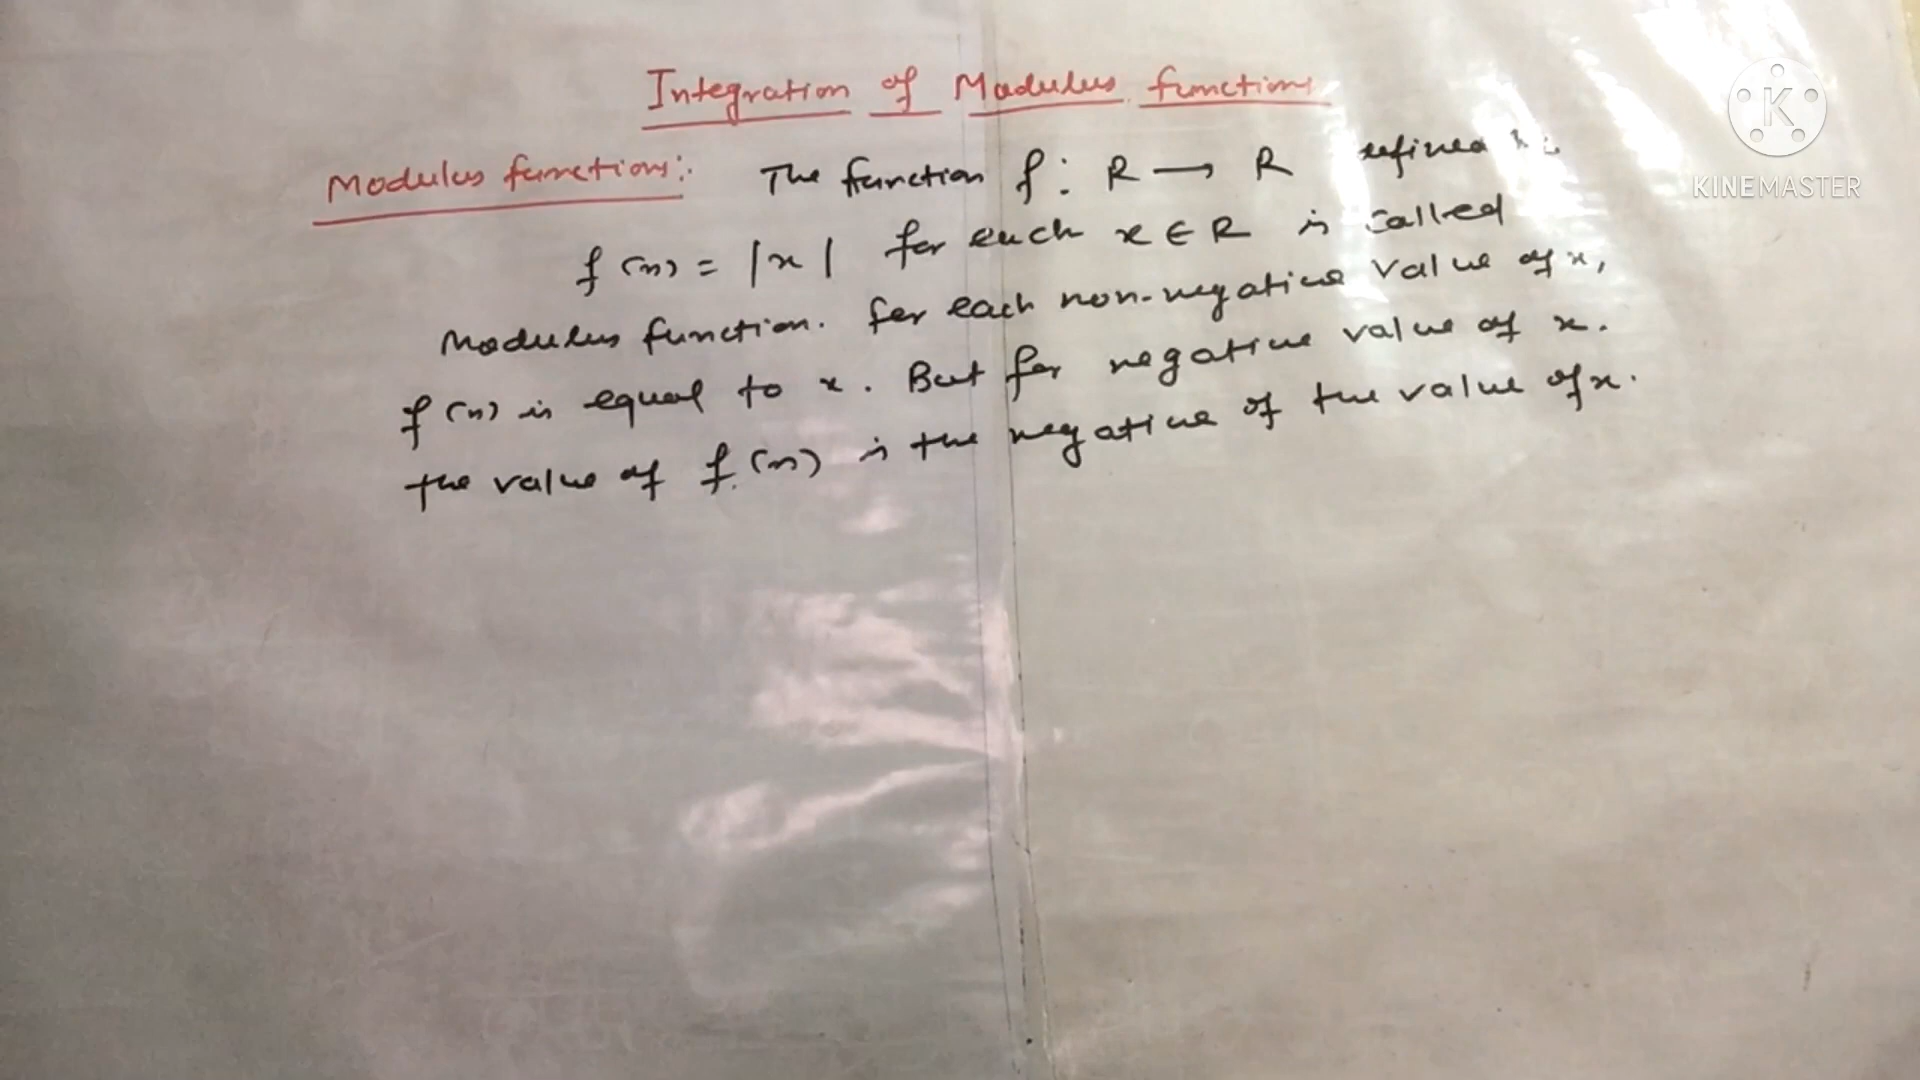 Integration of Modulus functions
Modulus functions: The function f: R → R defined by
f(x) = |x| for each x ∈ R is called
Modulus function. for each non-negative value of x,
f(x) is equal to x. But for negative value of x.
the value of f(x) is the negative of the value of x.
KINEMASTER